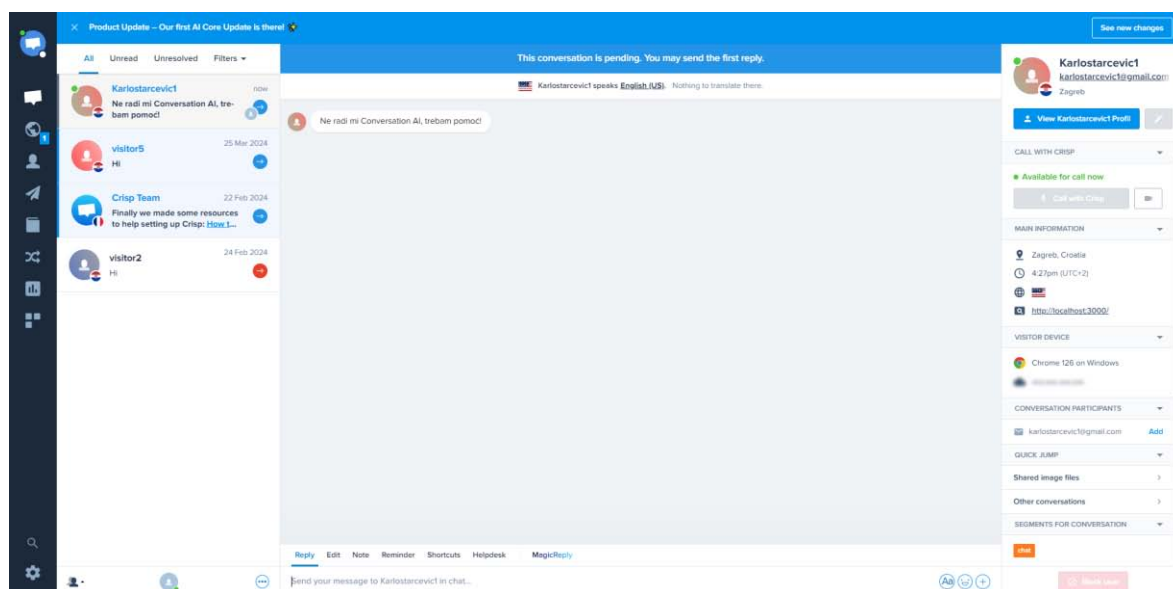 Product Update – Our first AI Core Update is there!
See new changes
All Unread Unresolved Filters
Karlostarcevic1 now
Ne radi mi Conversation AI, tre-
bam pomoć!
visitor5 25 Mar 2024
Hi
Crisp Team 22 Feb 2024
Finally we made some resources
to help setting up Crisp: How t...
visitor2 24 Feb 2024
Hi
This conversation is pending. You may send the first reply.
Karlostarcevic1 speaks English (US). Nothing to translate there.
Ne radi mi Conversation AI, trebam pomoć!
Reply Edit Note Reminder Shortcuts Helpdesk MagicReply
Send your message to Karlostarcevic1 in chat...
Aa
Karlostarcevic1
karlostarcevic1@gmail.com
Zagreb
View Karlostarcevic1 Profil
CALL WITH CRISP
Available for call now
Call with Crisp
MAIN INFORMATION
Zagreb, Croatia
4:27pm (UTC+2)
http://localhost:3000/
VISITOR DEVICE
Chrome 126 on Windows
CONVERSATION PARTICIPANTS
karlostarcevic1@gmail.com Add
QUICK JUMP
Shared image files
Other conversations
SEGMENTS FOR CONVERSATION
chat
Block user
1